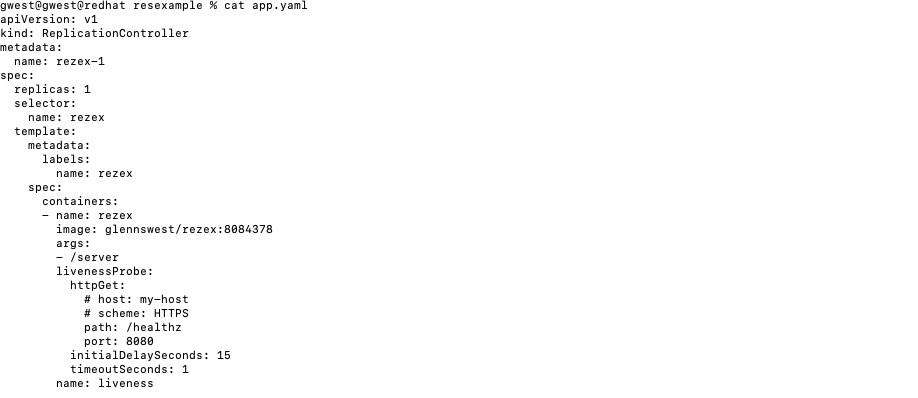 gwest@gwest@redhat resexample % cat app.yaml
apiVersion: v1
kind: ReplicationController
metadata:
  name: rezex-1
spec:
  replicas: 1
  selector:
    name: rezex
  template:
    metadata:
      labels:
        name: rezex
    spec:
      containers:
      - name: rezex
        image: glennswest/rezex:8084378
        args:
        - /server
        livenessProbe:
          httpGet:
            # host: my-host
            # scheme: HTTPS
            path: /healthz
            port: 8080
          initialDelaySeconds: 15
          timeoutSeconds: 1
        name: liveness